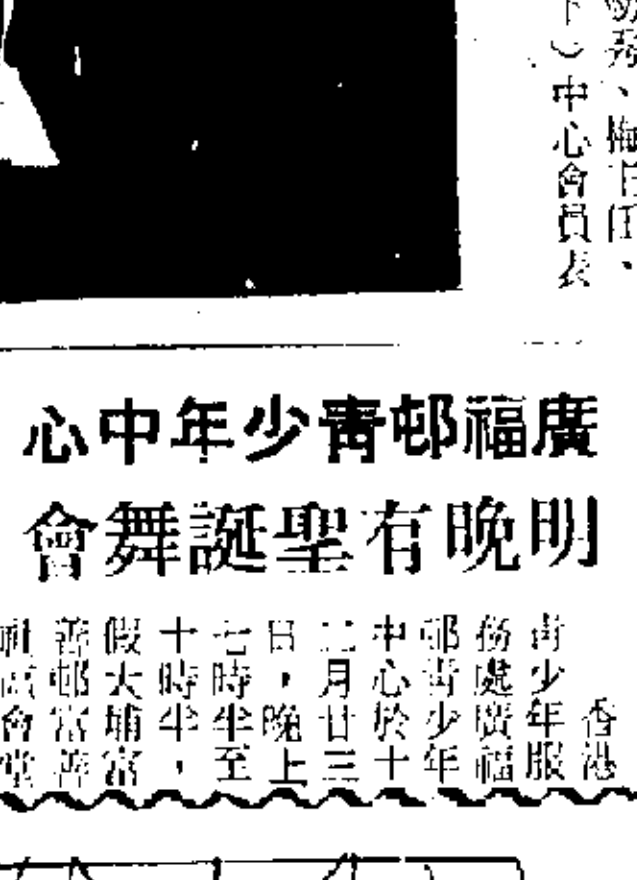 秀、梅
下）中心會員表
廣福邨青少年中心
明晚有聖誕舞會
香港
青少年服
務處廣福
邨青少年
中心於十
二月廿三
日，晚上
七時半至
十時半，
假大埔富
善邨富善
社區會堂